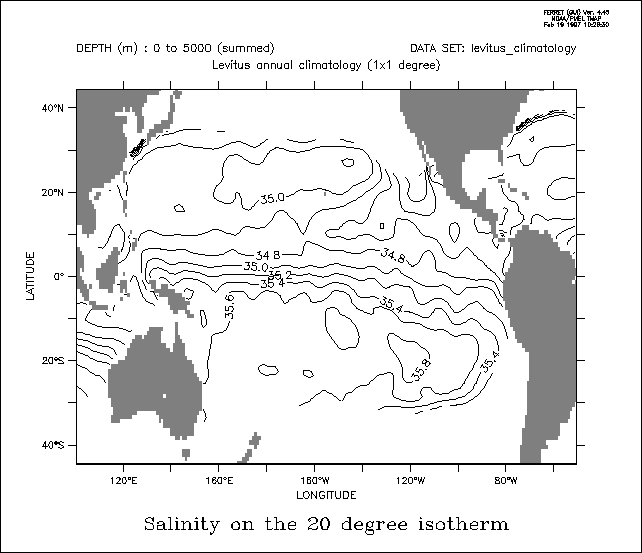 FERRET (GUI) Ver. 4.45
NOAA/PMEL TMAP
Feb 19 1997 10:28:30
DEPTH (m) : 0 to 5000 (summed) DATA SET: levitus_climatology
Levitus annual climatology (1x1 degree)
40°N
20°N
0°
20°S
40°S
LATITUDE
35.0
34.8
34.8
35.0
35.2
35.4
35.6
35.4
35.4
35.8
120°E 160°E 160°W 120°W 80°W
LONGITUDE
Salinity on the 20 degree isotherm